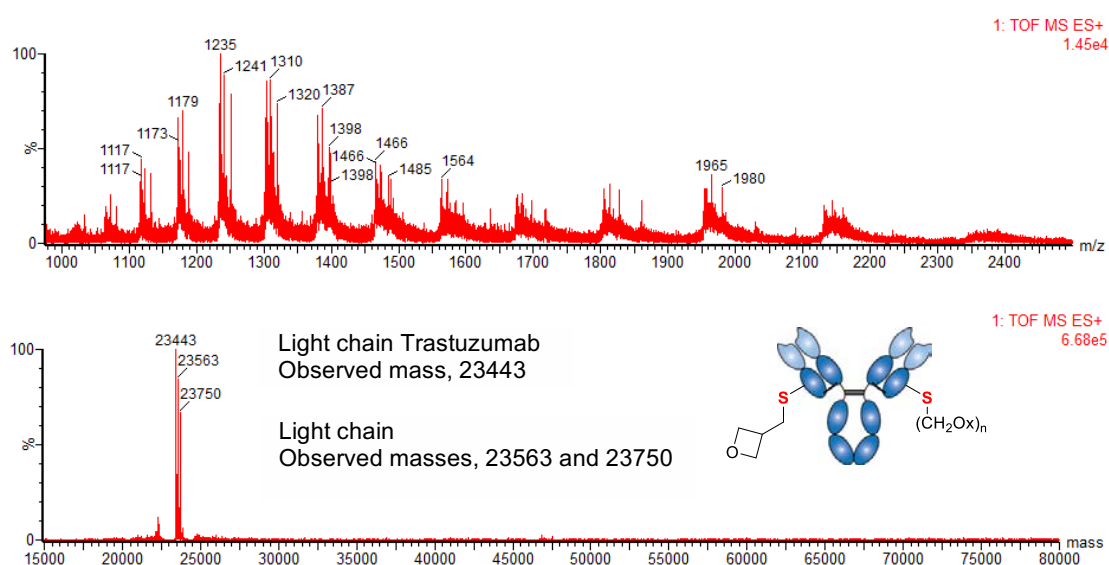 1: TOF MS ES+
1.45e4
100
%
0
1235
1241
1310
1320
1179
1173
1117
1117
1387
1398
1466
1398
1466
1485
1564
1965
1980
1000 1100 1200 1300 1400 1500 1600 1700 1800 1900 2000 2100 2200 2300 2400
m/z
1: TOF MS ES+
6.68e5
100
%
0
23443
23563
23750
Light chain Trastuzumab
Observed mass, 23443
Light chain
Observed masses, 23563 and 23750
S
O
S
(CH₂Ox)n
15000 20000 25000 30000 35000 40000 45000 50000 55000 60000 65000 70000 75000 80000
mass